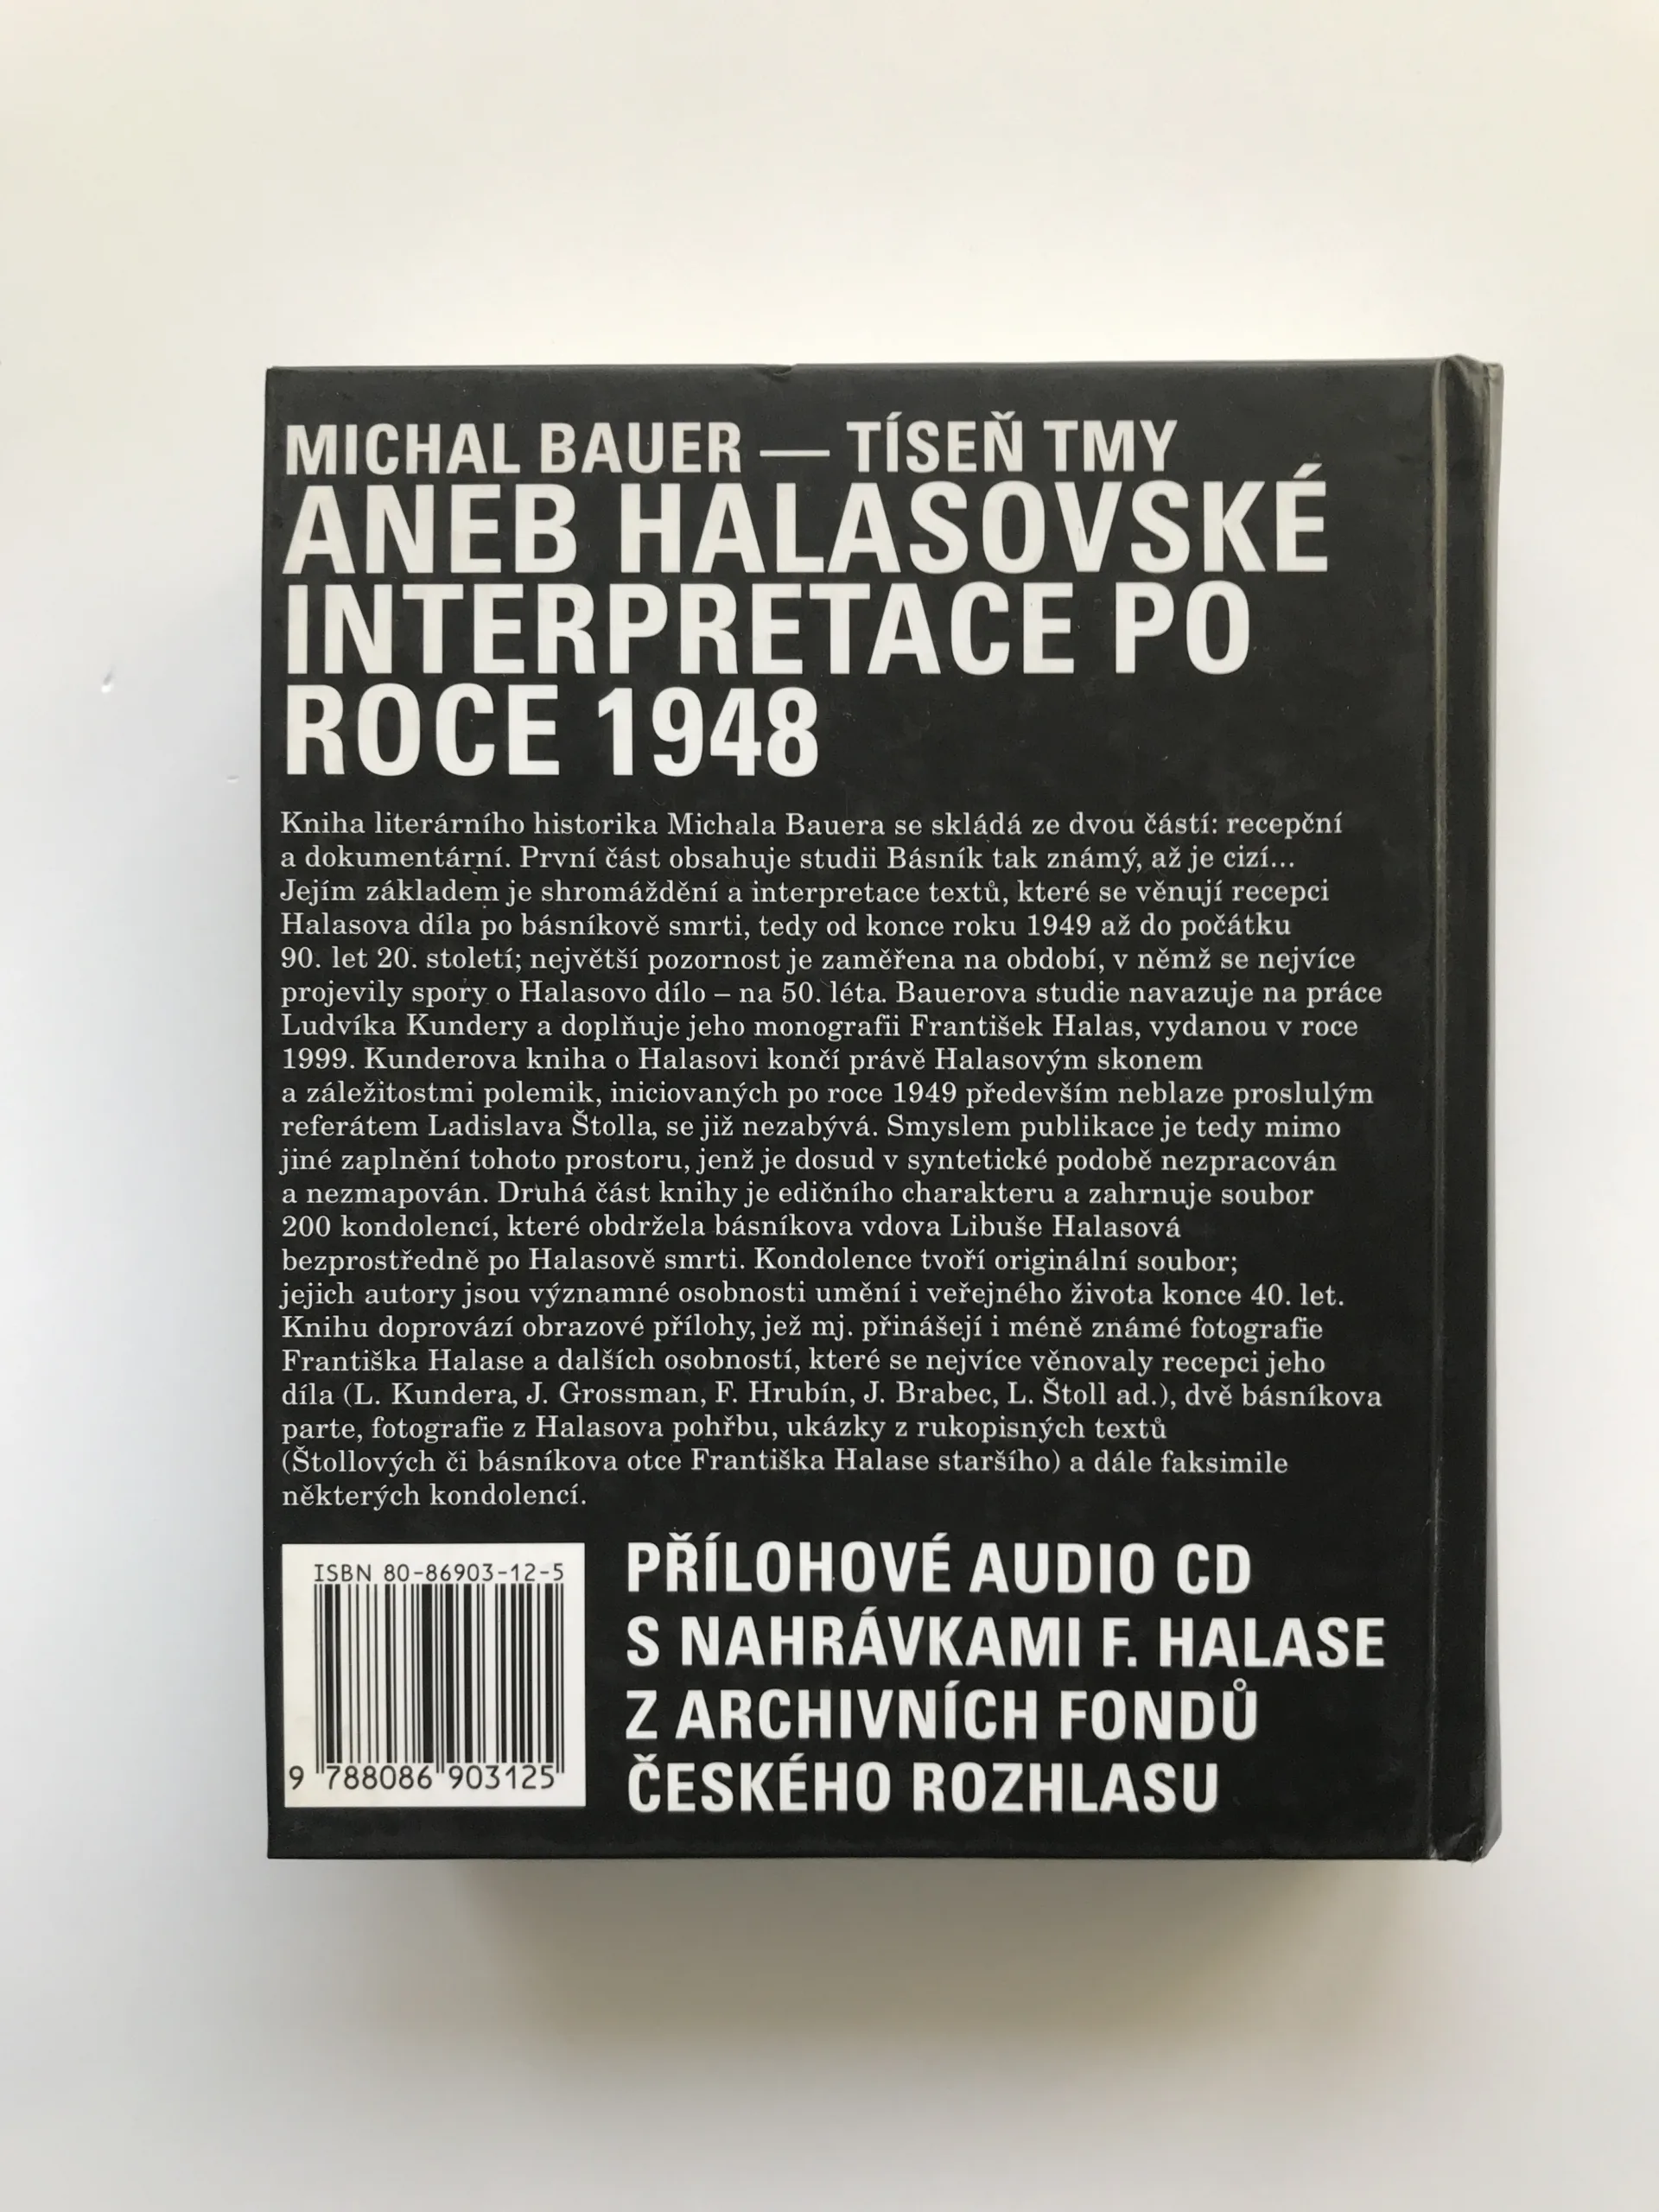 MICHAL BAUER — TÍSEŇ TMY
ANEB HALASOVSKÉ
INTERPRETACE PO
ROCE 1948
Kniha literárního historika Michala Bauera se skládá ze dvou částí: recepční
a dokumentární. První část obsahuje studii Básník tak známý, až je cizí...
Jejím základem je shromáždění a interpretace textů, které se věnují recepci
Halasova díla po básníkově smrti, tedy od konce roku 1949 až do počátku
90. let 20. století; největší pozornost je zaměřena na období, v němž se nejvíce
projevily spory o Halasovo dílo – na 50. léta. Bauerova studie navazuje na práce
Ludvíka Kundery a doplňuje jeho monografii František Halas, vydanou v roce
1999. Kunderova kniha o Halasovi končí právě Halasovým skonem
a záležitostmi polemik, iniciovaných po roce 1949 především neblaze proslulým
referátem Ladislava Štolla, se již nezabývá. Smyslem publikace je tedy mimo
jiné zaplnění tohoto prostoru, jenž je dosud v syntetické podobě nezpracován
a nezmapován. Druhá část knihy je edičního charakteru a zahrnuje soubor
200 kondolencí, které obdržela básníkova vdova Libuše Halasová
bezprostředně po Halasově smrti. Kondolence tvoří originální soubor;
jejich autory jsou významné osobnosti umění i veřejného života konce 40. let.
Knihu doprovází obrazové přílohy, jež mj. přinášejí i méně známé fotografie
Františka Halase a dalších osobností, které se nejvíce věnovaly recepci jeho
díla (L. Kundera, J. Grossman, F. Hrubín, J. Brabec, L. Štoll ad.), dvě básníkova
parte, fotografie z Halasova pohřbu, ukázky z rukopisných textů
(Štollových či básníkova otce Františka Halase staršího) a dále faksimile
některých kondolencí.
ISBN 80-86903-12-5
9 788086 903125
PŘÍLOHOVÉ AUDIO CD
S NAHRÁVKAMI F. HALASE
Z ARCHIVNÍCH FONDŮ
ČESKÉHO ROZHLASU